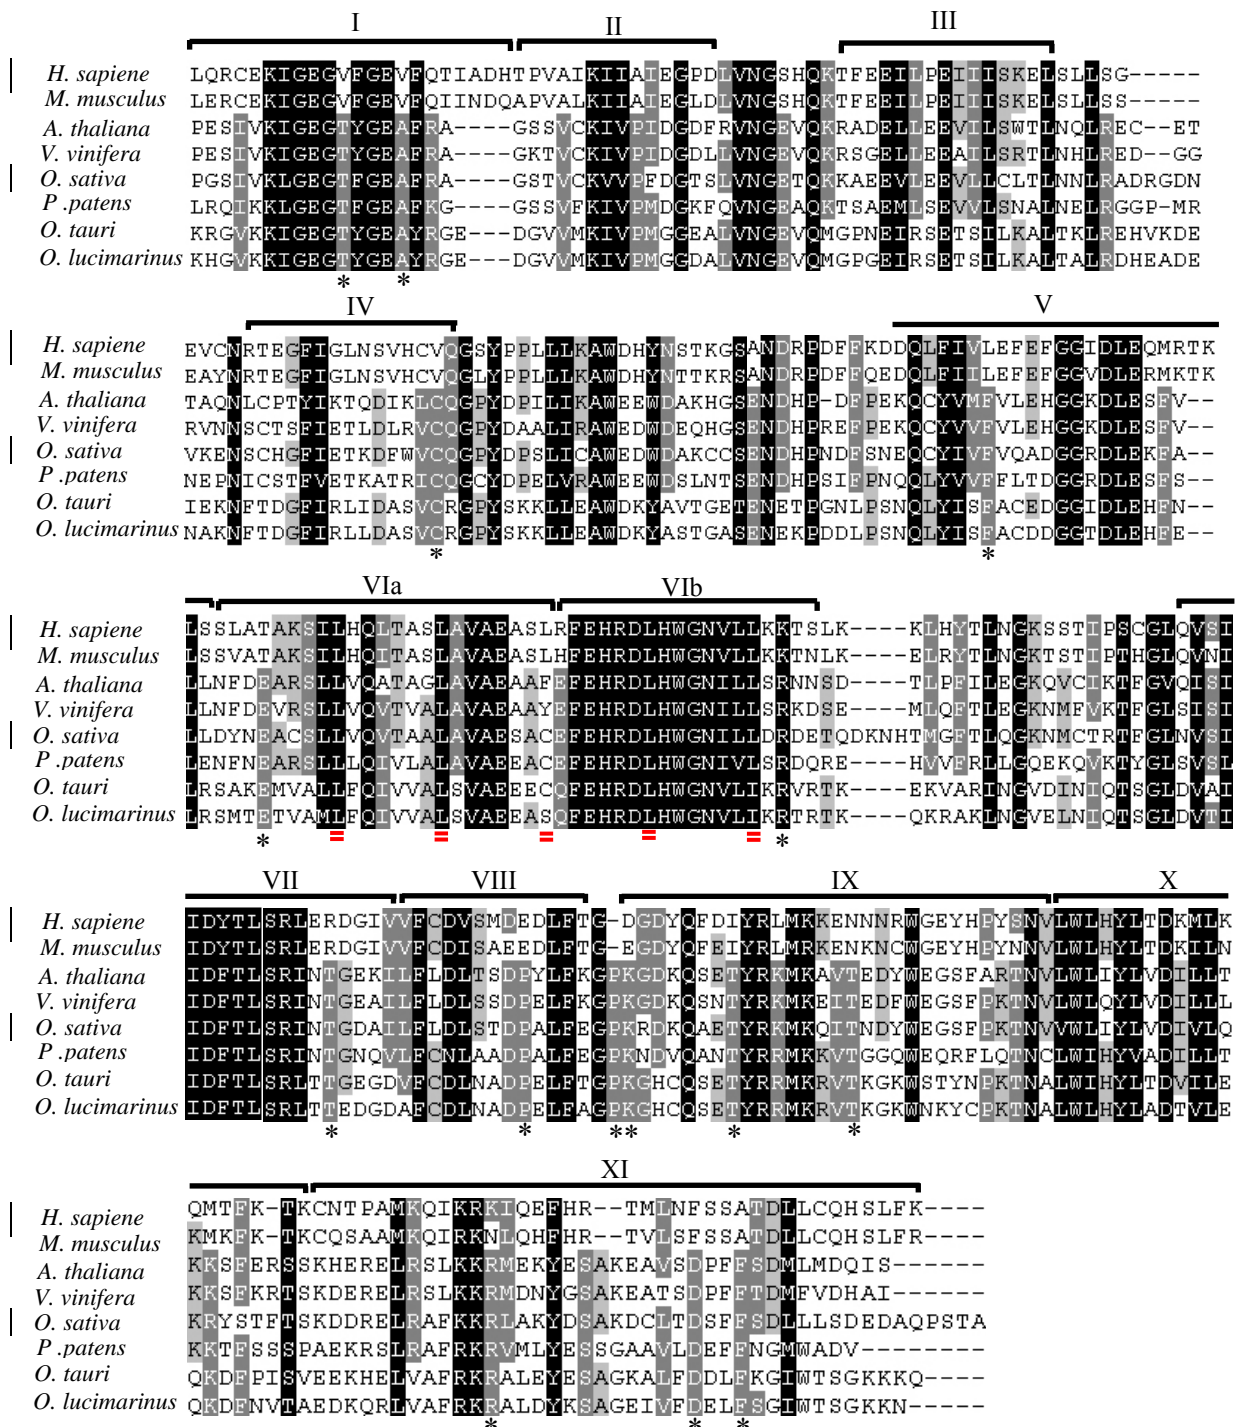 I II III
H. sapiene LQRCEKIGEGVFGEVFQTIADHTPVAIKIIAIEGPDLVNGSHQKTFEEILPEIIISKELSLLSG-----
M. musculus LERCEKIGEGVFGEVFQIINDQAPVALKIIAIEGLDLVNGSHQKTFEEILPEIIISKELSLLSS-----
A. thaliana PESIVKIGEGTYGEAFRA----GSSVCKIVPIDGDFRVNGEVQKRADELLEEVILSWTLNQLREC--ET
V. vinifera PESIVKIGEGTYGEAFRA----GKTVCKIVPIDGDLLVNGEVQKRSGELLEEAILSRTLNHLRED--GG
O. sativa PGSIVKLGEGTFGEAFRA----GSTVCKVVPFDGTSLVNGETQKKAEEVLEEVLLCLTLNNLRADRGDN
P .patens LRQIKKLGEGTFGEAFKG----GSSVFKIVPMDGKFQVNGEAQKTSAEMLSEVVLSNALNELRGGP-MR
O. tauri KRGVKKIGEGTYGEAYRGE---DGVVMKIVPMGGEALVNGEVQMGPNEIRSETSILKALTKLREHVKDE
O. lucimarinus KHGVKKIGEGTYGEAYRGE---DGVVMKIVPMGGDALVNGEVQMGPGEIRSETSILKALTALRDHEADE
* *
IV V
H. sapiene EVCNRTEGFIGLNSVHCVQGSYPPLLLKAWDHYNSTKGSANDRPDFFKDDQLFIVLEFEFGGIDLEQMRTK
M. musculus EAYNRTEGFIGLNSVHCVQGLYPPLLLKAWDHYNTTKRSANDRPDFFQEDQLFIILEFEFGGVDLERMKTK
A. thaliana TAQNLCPTYIKTQDIKLCQGPYDPILIKAWEEWDAKHGSENDHP-DFPEKQCYVMFVLEHGGKDLESFV--
V. vinifera RVNNSCTSFIETLDLRVCQGPYDAALIRAWEDWDEQHGSENDHPREFPEKQCYVVFVLEHGGKDLESFV--
O. sativa VKENSCHGFIETKDFWVCQGPYDPSLICAWEDWDAKCCSENDHPNDFSNEQCYIVFVQADGGRDLEKFA--
P .patens NEPNICSTFVETKATRICQGCYDPELVRAWEEWDSLNTSENDHPSIFPNQQLYVVFFLTDGGRDLESFS--
O. tauri IEKNFTDGFIRLIDASVCRGPYSKKLLEAWDKYAVTGETENETPGNLPSNQLYISFACEDGGIDLEHFN--
O. lucimarinus NAKNFTDGFIRLLDASVCRGPYSKKLLEAWDKYASTGASENEKPDDLPSNQLYISFACDDGGTDLEHFE--
* *
VIa VIb
H. sapiene LSSLATAKSILHQLTASLAVAEASLRFEHRDLHWGNVLLKKTSLK----KLHYTLNGKSSTIPSCGLQVSI
M. musculus LSSVATAKSILHQITASLAVAEASLHFEHRDLHWGNVLLKKTNLK----ELRYTLNGKTSTIPTHGLQVNI
A. thaliana LLNFDEARSLLVQATAGLAVAEAAFEFEHRDLHWGNILLSRNNSD----TLPFILEGKQVCIKTFGVQISI
V. vinifera LLNFDEVRSLLVQVTVALAVAEAAYEFEHRDLHWGNILLSRKDSE----MLQFTLEGKNMFVKTFGLSISI
O. sativa LLDYNEACSLLVQVTAALAVAESACEFEHRDLHWGNILLDRDETQDKNHTMGFTLQGKNMCTRTFGLNVSI
P .patens LENFNEARSLLLQIVLALAVAEEACEFEHRDLHWGNIVLSRDQRE----HVVFRLLGQEKQVKTYGLSVSL
O. tauri LRSAKEMVALLFQIVVALSVAEEECQFEHRDLHWGNVLIKRVRTK----EKVARINGVDINIQTSGLDVAI
O. lucimarinus LRSMTETVAMLFQIVVALSVAEEASQFEHRDLHWGNVLIKRTRTK----QKRAKLNGVELNIQTSGLDVTI
* = = = = = *
VII VIII IX X
H. sapiene IDYTLSRLERDGIVVFCDVSMDEDLFTG-DGDYQFDIYRLMKKENNNRWGEYHPYSNVLWLHYLTDKMLK
M. musculus IDYTLSRLERDGIVVFCDISAEEDLFTG-EGDYQFEIYRLMRKENKNCWGEYHPYNNVLWLHYLTDKILN
A. thaliana IDFTLSRINTGEKILFLDLTSDPYLFKGPKGDKQSETYRKMKAVTEDYWEGSFARTNVLWLIYLVDILLT
V. vinifera IDFTLSRINTGEAILFLDLSSDPELFKGPKGDKQSNTYRKMKEITEDFWEGSFPKTNVLWLQYLVDILLL
O. sativa IDFTLSRINTGDAILFLDLSTDPALFEGPKRDKQAETYRKMKQITNDYWEGSFPKTNVVWLIYLVDIVLQ
P .patens IDFTLSRINTGNQVLFCNLAADPALFEGPKNDVQANTYRRMKKVTGGQWEQRFLQTNCLWIHYVADILLT
O. tauri IDFTLSRLTTGEGDVFCDLNADPELFTGPKGHCQSETYRRMKRVTKGKWSTYNPKTNALWLHYLTDVILE
O. lucimarinus IDFTLSRLTTEDGDAFCDLNADPELFAGPKGHCQSETYRRMKRVTKGKWNKYCPKTNALWLHYLADTVLE
* * ** * *
XI
H. sapiene QMTFK-TKCNTPAMKQIKRKIQEFHR--TMLNFSSATDLLCQHSLFK----
M. musculus KMKFK-TKCQSAAMKQIRKNLQHFHR--TVLSFSSATDLLCQHSLFR----
A. thaliana KKSFERSSKHERELRSLKKRMEKYESAKEAVSDPFFSDMLMDQIS------
V. vinifera KKSFKRTSKDERELRSLKKRMDNYGSAKEATSDPFFTDMFVDHAI------
O. sativa KRYSTFTSKDDRELRAFKKRLAKYDSAKDCLTDSFFSDLLLSDEDAQPSTA
P .patens KKTFSSSPAEKRSLRAFRKRVMLYESSGAAVLDEFFNGMWADV--------
O. tauri QKDFPISVEEKHELVAFRKRALEYESAGKALFDDLFKGIWTSGKKKQ----
O. lucimarinus QKDFNVTAEDKQRLVAFRKRALDYKSAGEIVFDELFSGIWTSGKKN-----
* * *